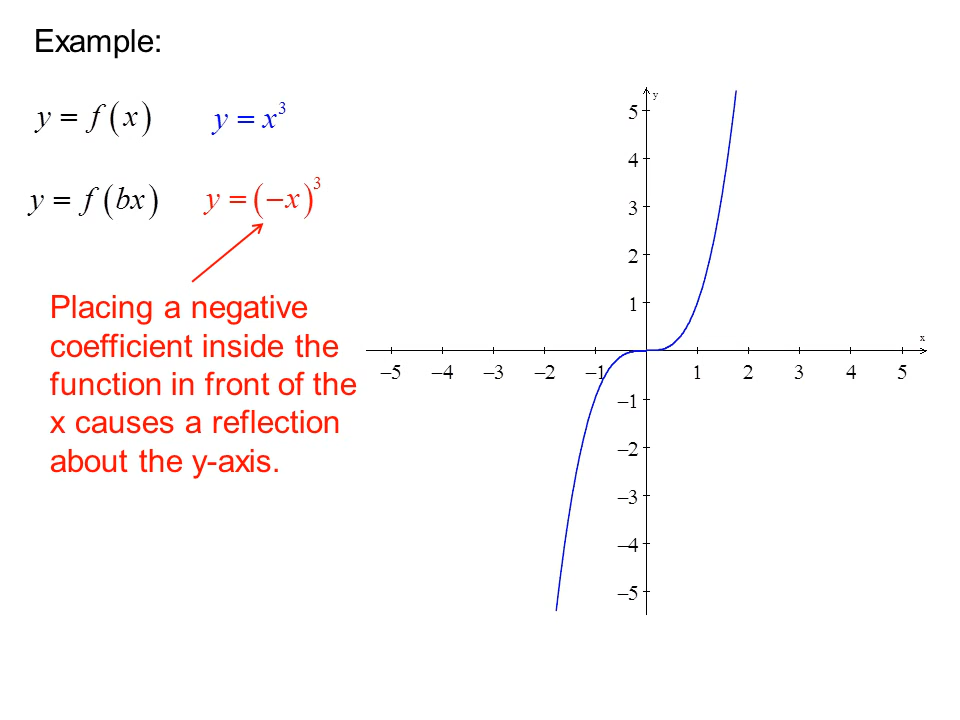 Example:
y = f(x) y = x³
y = f(bx) y = (−x)³
Placing a negative
coefficient inside the
function in front of the
x causes a reflection
about the y-axis.
y
5
4
3
2
1
x
–5 –4 –3 –2 –1 1 2 3 4 5
–1
–2
–3
–4
–5